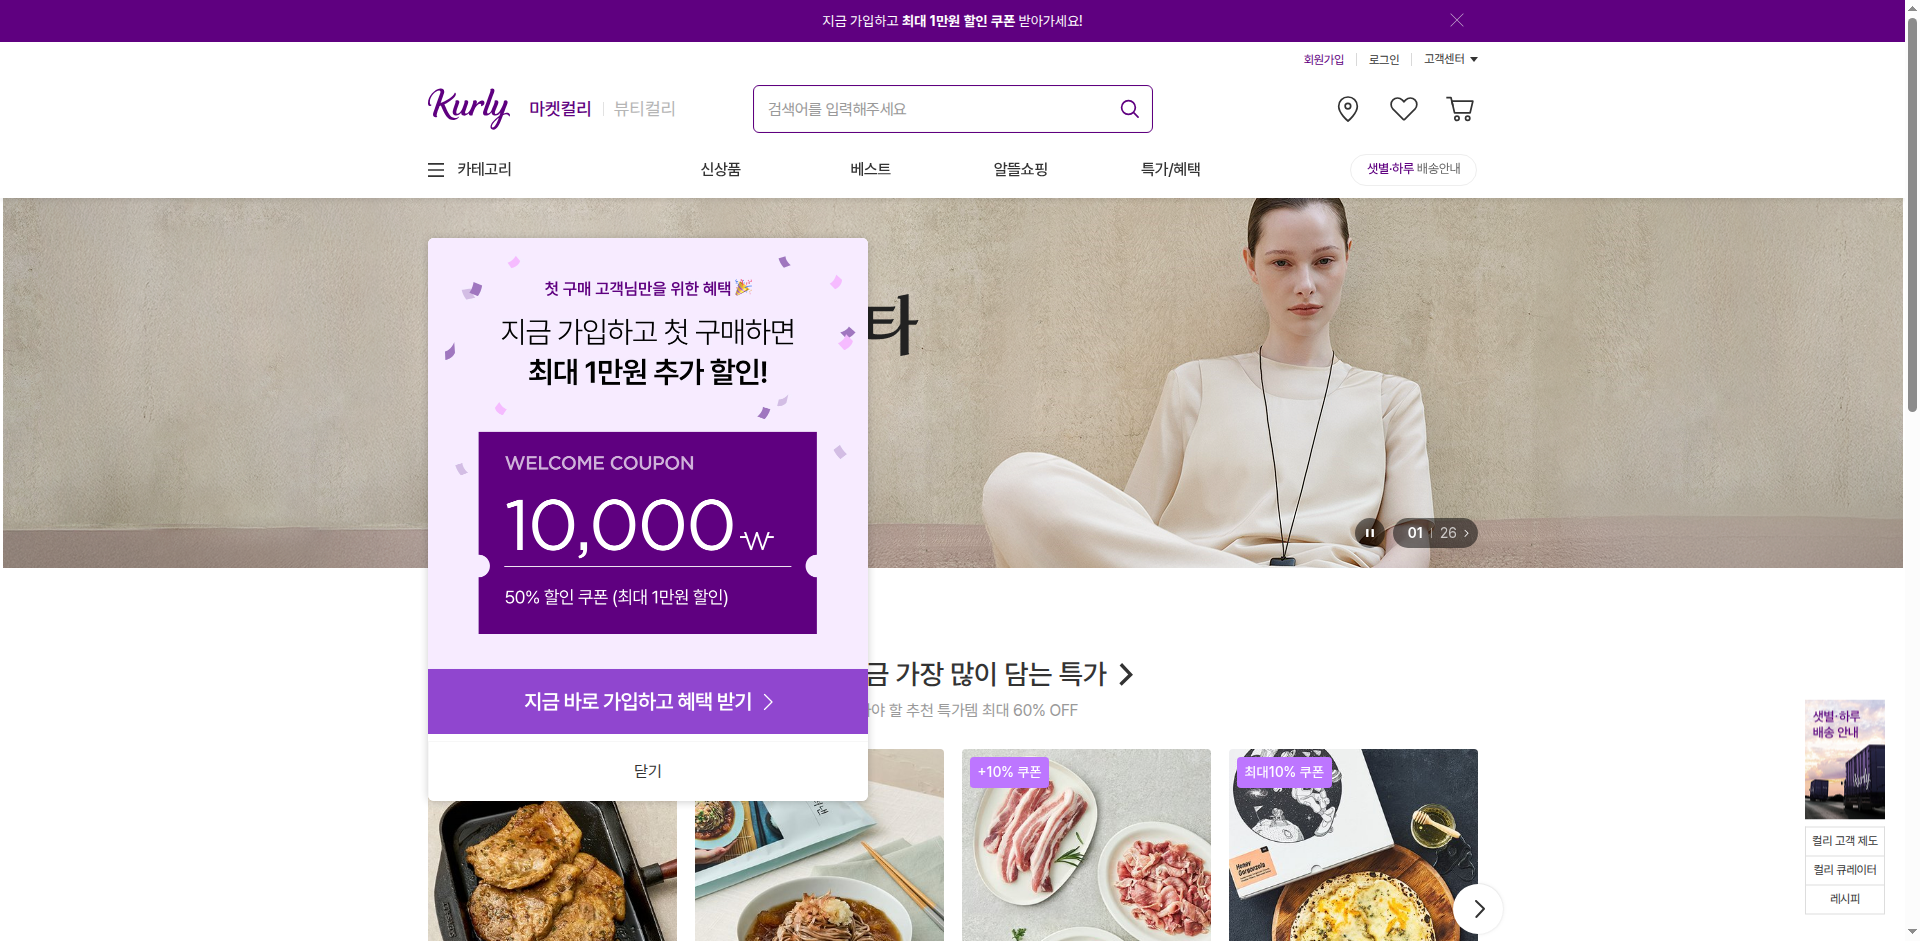 지금 가입하고 최대 1만원 할인 쿠폰 받아가세요!
회원가입
로그인
고객센터
Kurly
마켓컬리
뷰티컬리
검색어를 입력해주세요
카테고리
신상품
베스트
알뜰쇼핑
특가/혜택
샛별·하루 배송안내
첫 구매 고객님만을 위한 혜택
지금 가입하고 첫 구매하면
최대 1만원 추가 할인!
타
WELCOME COUPON
10,000₩
50% 할인 쿠폰 (최대 1만원 할인)
01
26
지금 바로 가입하고 혜택 받기
닫기
금 가장 많이 담는 특가
야 할 추천 특가템 최대 60% OFF
+10% 쿠폰
최대10% 쿠폰
Honey
Gorgonzola
샛별·하루
배송 안내
Kurly
컬리 고객 제도
컬리 큐레이터
레시피